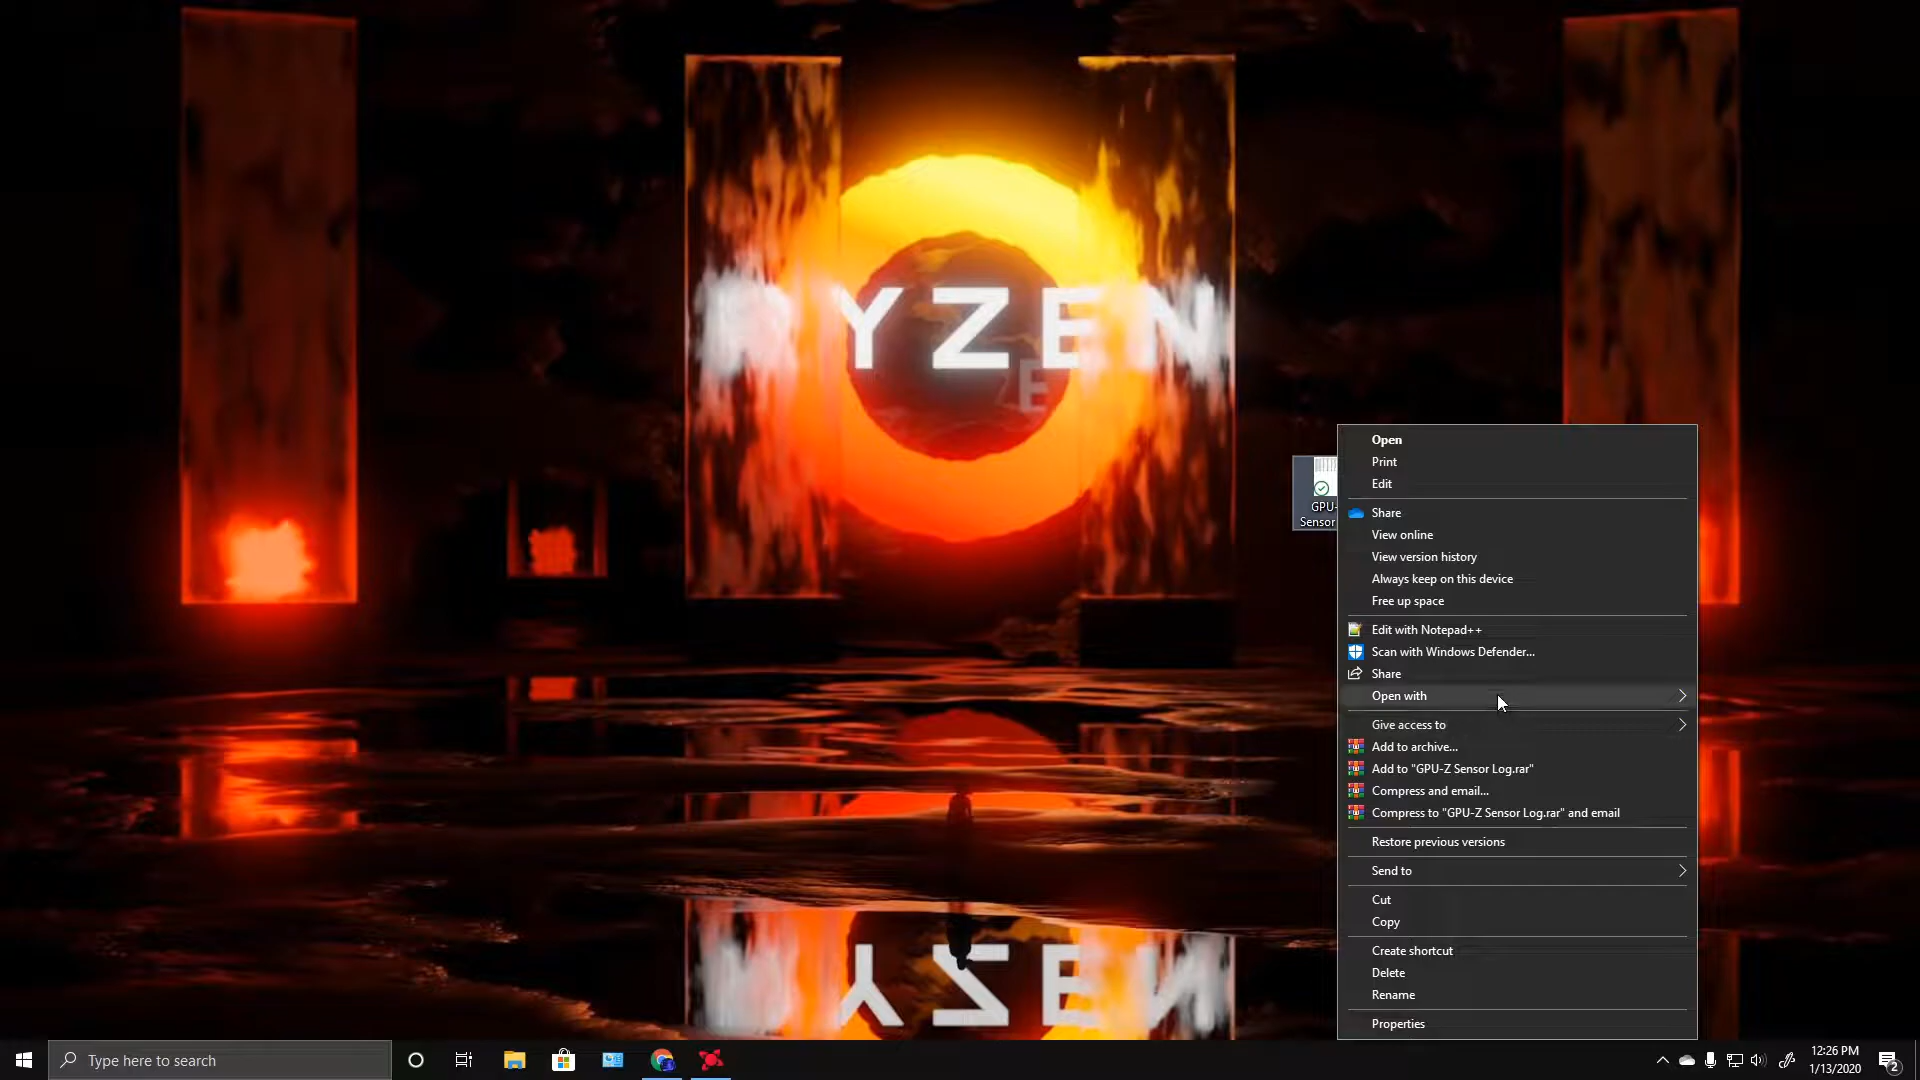 RYZEN
GPU-
Sensor
Open
Print
Edit
Share
View online
View version history
Always keep on this device
Free up space
Edit with Notepad++
Scan with Windows Defender...
Share
Open with
Give access to
Add to archive...
Add to "GPU-Z Sensor Log.rar"
Compress and email...
Compress to "GPU-Z Sensor Log.rar" and email
Restore previous versions
Send to
Cut
Copy
Create shortcut
Delete
Rename
Properties
Type here to search
12:26 PM
1/13/2020
2